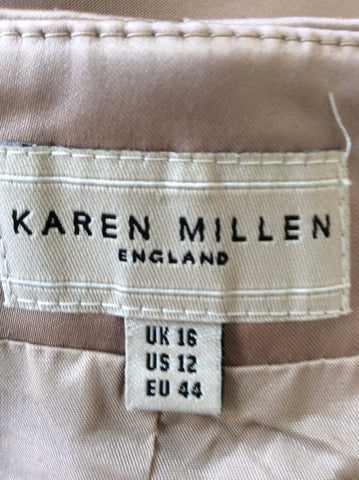 KAREN MILLEN
ENGLAND
UK 16
US 12
EU 44